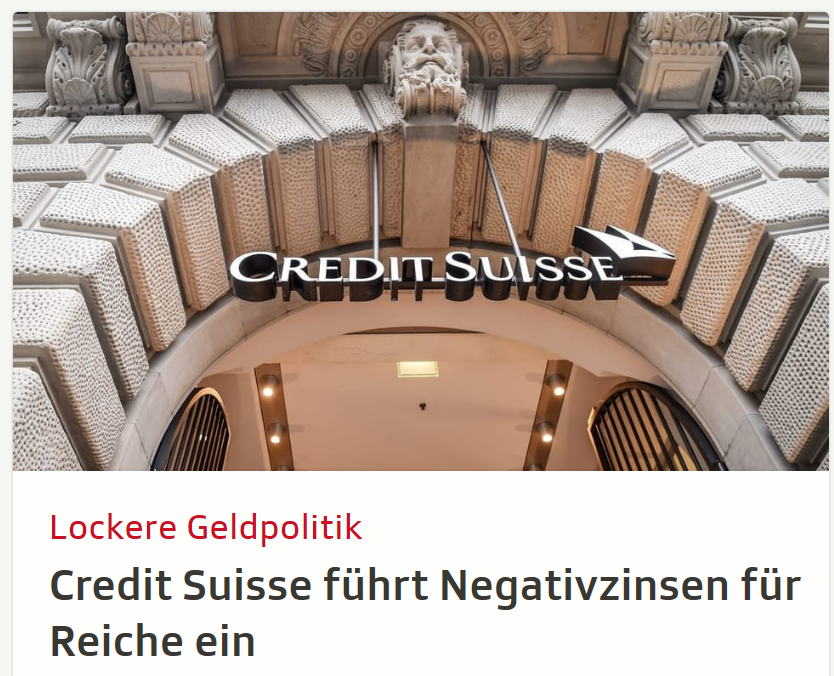 CREDIT SUISSE
Lockere Geldpolitik
Credit Suisse führt Negativzinsen für
Reiche ein